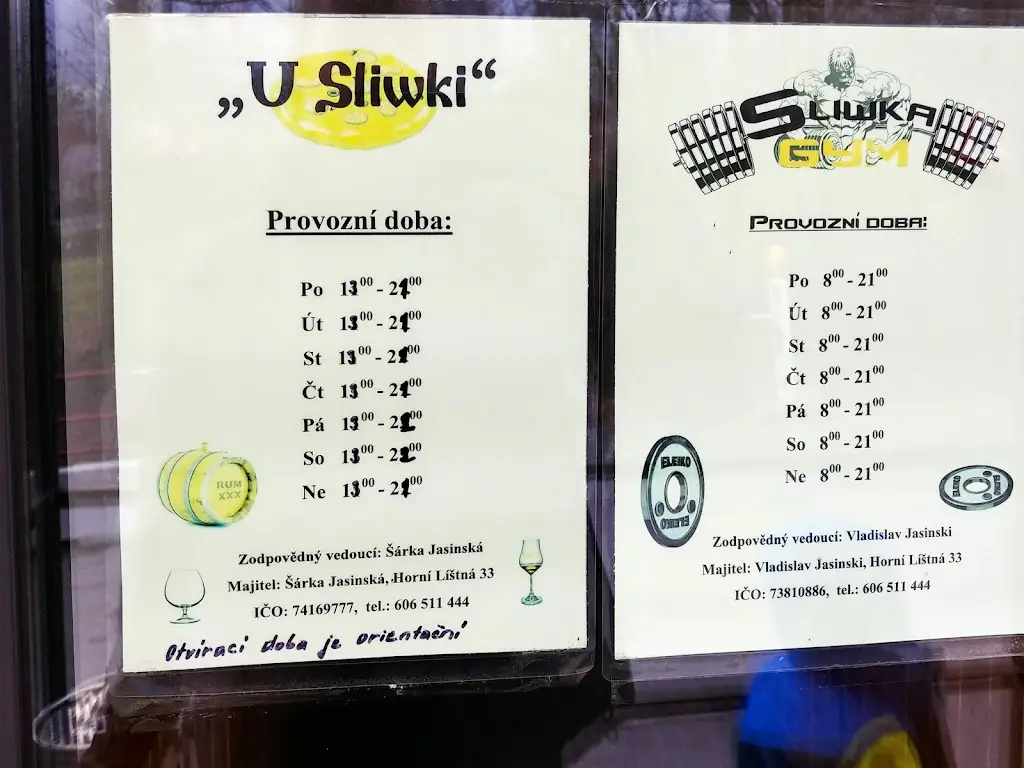 „U Sliwki“
Provozní doba:
Po 13⁰⁰ - 21⁰⁰
Út 13⁰⁰ - 21⁰⁰
St 13⁰⁰ - 21⁰⁰
Čt 13⁰⁰ - 21⁰⁰
Pá 13⁰⁰ - 22⁰⁰
So 13⁰⁰ - 22⁰⁰
Ne 13⁰⁰ - 21⁰⁰
RUM
XXX
Zodpovědný vedoucí: Šárka Jasinská
Majitel: Šárka Jasinská, Horní Líštná 33
IČO: 74169777, tel.: 606 511 444
Otvírací doba je orientační
SLIWKA
GYM
PROVOZNÍ DOBA:
Po 8⁰⁰ - 21⁰⁰
Út 8⁰⁰ - 21⁰⁰
St 8⁰⁰ - 21⁰⁰
Čt 8⁰⁰ - 21⁰⁰
Pá 8⁰⁰ - 21⁰⁰
So 8⁰⁰ - 21⁰⁰
Ne 8⁰⁰ - 21⁰⁰
ELEIKO
ELEIKO
ELEIKO
ELEIKO
Zodpovědný vedoucí: Vladislav Jasinski
Majitel: Vladislav Jasinski, Horní Líštná 33
IČO: 73810886, tel.: 606 511 444